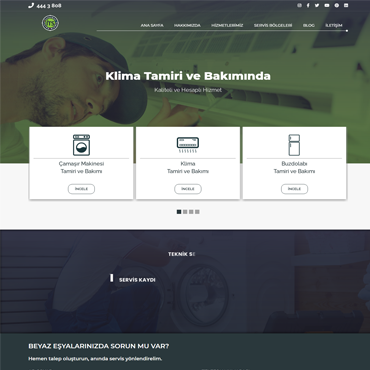 444 3 808
ANA SAYFA HAKKIMIZDA HİZMETLERİMİZ SERVİS BÖLGELERİ BLOG İLETİŞİM
Klima Tamiri ve Bakımında
Kaliteli ve Hesaplı Hizmet
Çamaşır Makinesi
Tamiri ve Bakımı
İNCELE
Klima
Tamiri ve Bakımı
İNCELE
Buzdolabı
Tamiri ve Bakımı
İNCELE
TEKNİK S
SERVİS KAYDI
BEYAZ EŞYALARINIZDA SORUN MU VAR?
Hemen talep oluşturun, anında servis yönlendirelim.